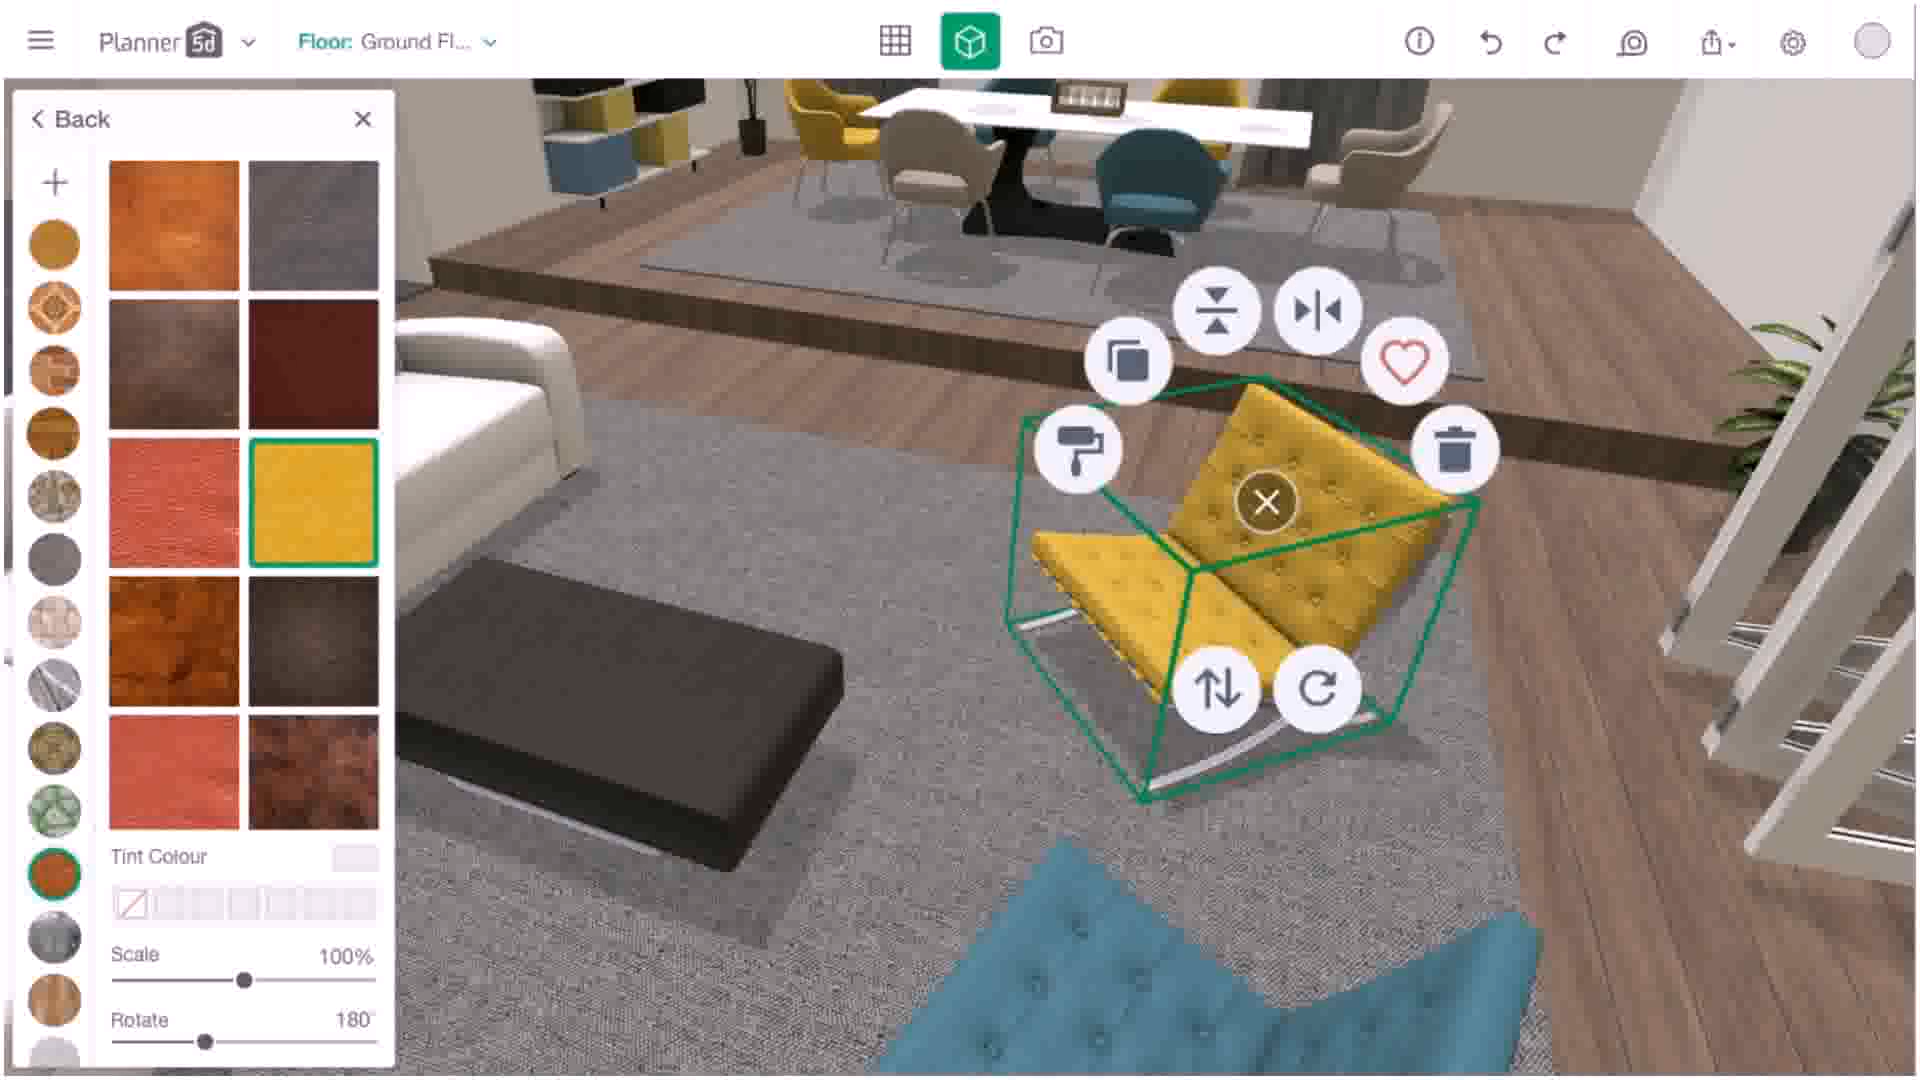 Planner 5d
Floor: Ground Fl...
Back
Tint Colour
Scale 100%
Rotate 180°